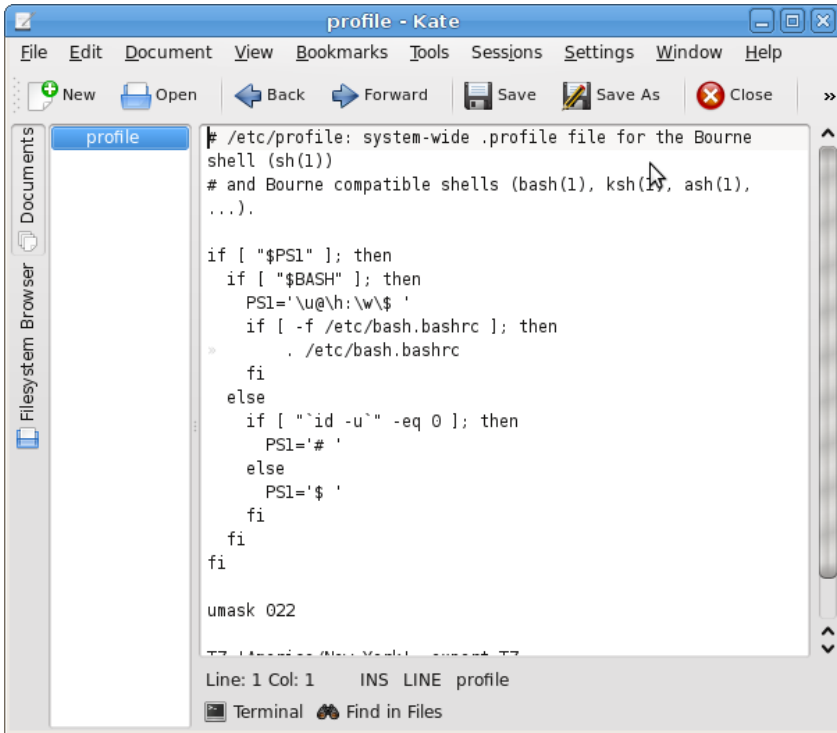 profile - Kate
File Edit Document View Bookmarks Tools Sessions Settings Window Help
New Open Back Forward Save Save As Close »
Documents
Filesystem Browser
profile
# /etc/profile: system-wide .profile file for the Bourne
shell (sh(1))
# and Bourne compatible shells (bash(1), ksh(1), ash(1),
...).
if [ "$PS1" ]; then
if [ "$BASH" ]; then
PS1='\u@\h:\w\$ '
if [ -f /etc/bash.bashrc ]; then
» . /etc/bash.bashrc
fi
else
if [ "`id -u`" -eq 0 ]; then
PS1='# '
else
PS1='$ '
fi
fi
fi
umask 022
Line: 1 Col: 1 INS LINE profile
Terminal Find in Files